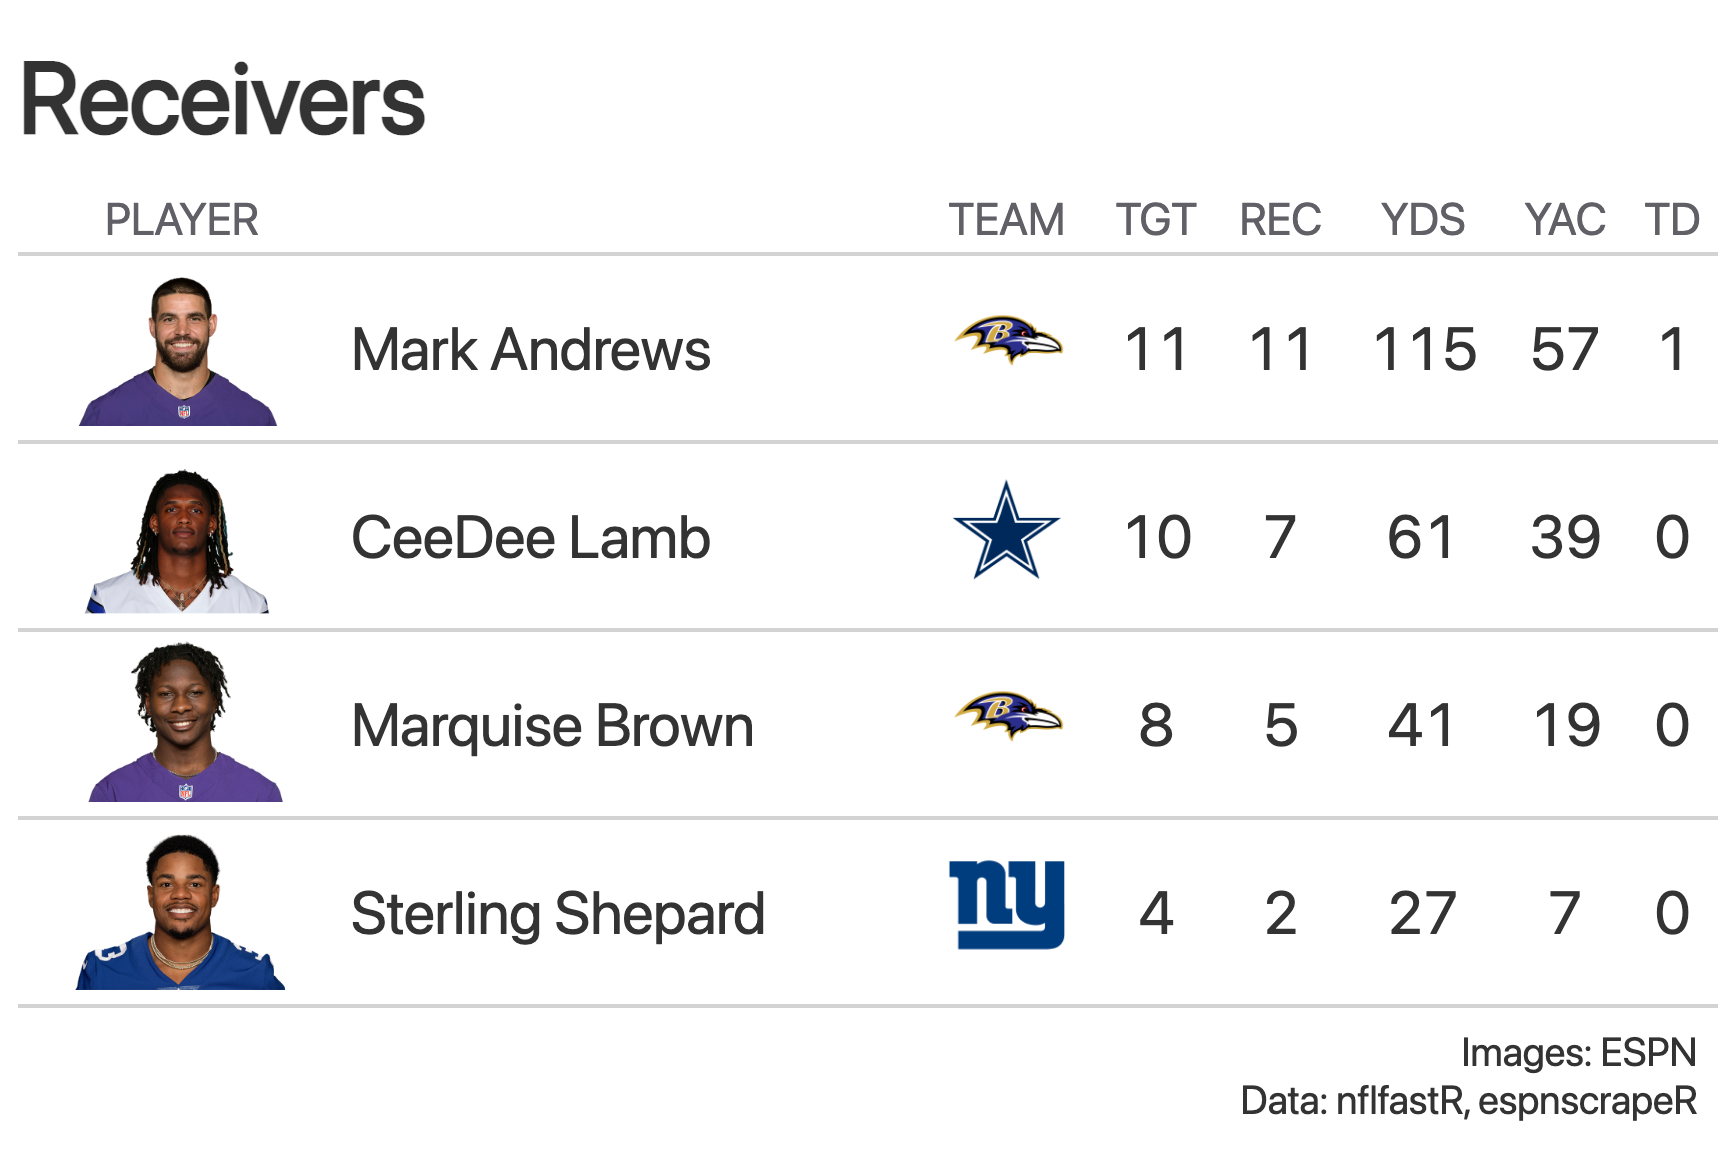 Receivers
PLAYER TEAM TGT REC YDS YAC TD
Mark Andrews 11 11 115 57 1
CeeDee Lamb 10 7 61 39 0
Marquise Brown 8 5 41 19 0
Sterling Shepard ny 4 2 27 7 0
Images: ESPN
Data: nflfastR, espnscrapeR